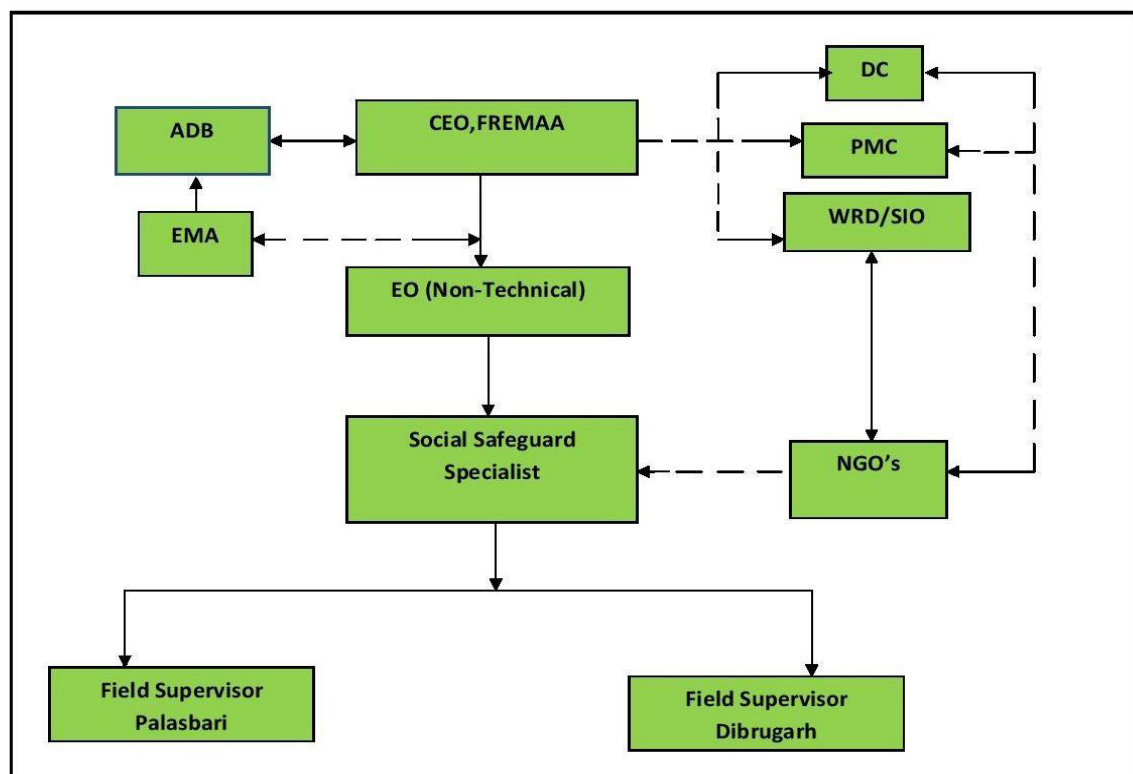 DC
ADB
CEO,FREMAA
PMC
EMA
WRD/SIO
EO (Non-Technical)
Social Safeguard
Specialist
NGO’s
Field Supervisor
Palasbari
Field Supervisor
Dibrugarh